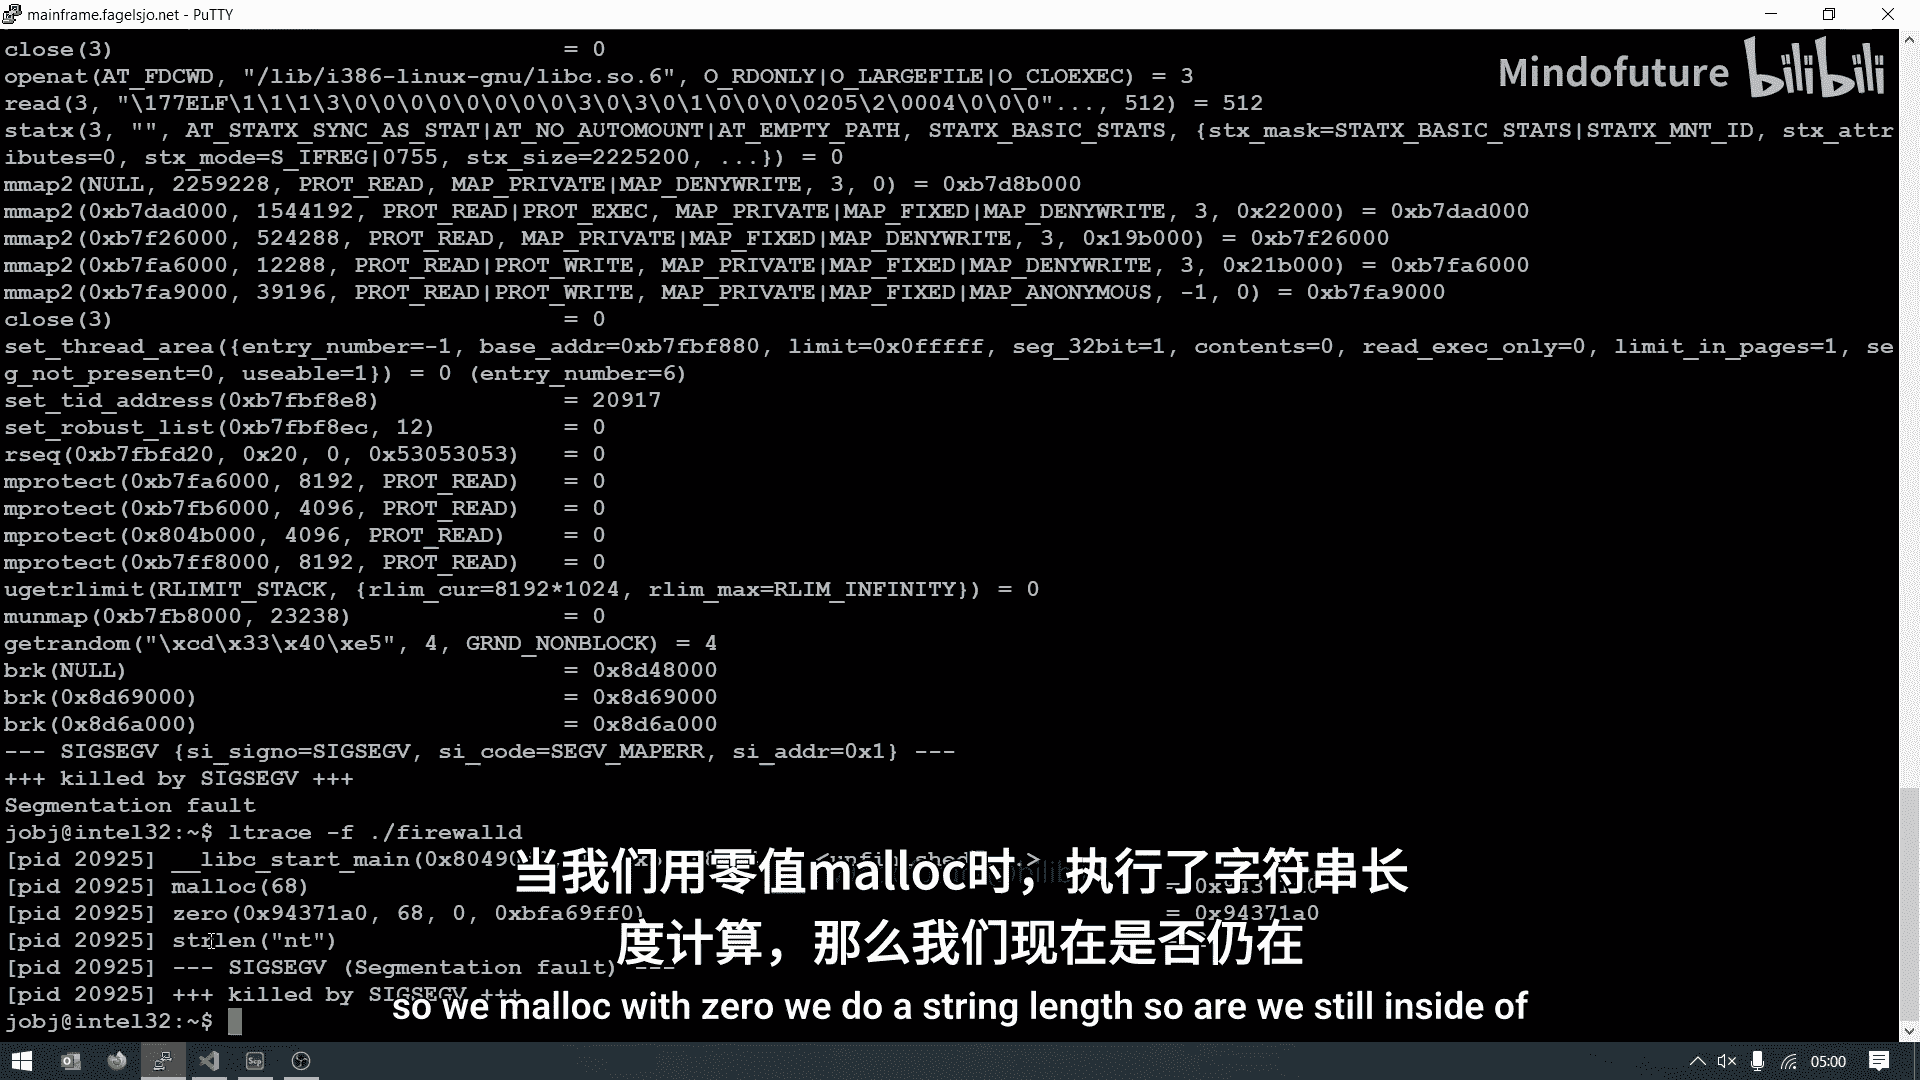 mainframe.fagelsjo.net - PuTTY
close(3) = 0
Mindofuture bilibili
openat(AT_FDCWD, "/lib/i386-linux-gnu/libc.so.6", O_RDONLY|O_LARGEFILE|O_CLOEXEC) = 3
read(3, "\177ELF\1\1\1\3\0\0\0\0\0\0\0\0\3\0\3\0\1\0\0\0\0205\2\0004\0\0\0"..., 512) = 512
statx(3, "", AT_STATX_SYNC_AS_STAT|AT_NO_AUTOMOUNT|AT_EMPTY_PATH, STATX_BASIC_STATS, {stx_mask=STATX_BASIC_STATS|STATX_MNT_ID, stx_attr
ibutes=0, stx_mode=S_IFREG|0755, stx_size=2225200, ...}) = 0
mmap2(NULL, 2259228, PROT_READ, MAP_PRIVATE|MAP_DENYWRITE, 3, 0) = 0xb7d8b000
mmap2(0xb7dad000, 1544192, PROT_READ|PROT_EXEC, MAP_PRIVATE|MAP_FIXED|MAP_DENYWRITE, 3, 0x22000) = 0xb7dad000
mmap2(0xb7f26000, 524288, PROT_READ, MAP_PRIVATE|MAP_FIXED|MAP_DENYWRITE, 3, 0x19b000) = 0xb7f26000
mmap2(0xb7fa6000, 12288, PROT_READ|PROT_WRITE, MAP_PRIVATE|MAP_FIXED|MAP_DENYWRITE, 3, 0x21b000) = 0xb7fa6000
mmap2(0xb7fa9000, 39196, PROT_READ|PROT_WRITE, MAP_PRIVATE|MAP_FIXED|MAP_ANONYMOUS, -1, 0) = 0xb7fa9000
close(3) = 0
set_thread_area({entry_number=-1, base_addr=0xb7fbf880, limit=0x0fffff, seg_32bit=1, contents=0, read_exec_only=0, limit_in_pages=1, se
g_not_present=0, useable=1}) = 0 (entry_number=6)
set_tid_address(0xb7fbf8e8) = 20917
set_robust_list(0xb7fbf8ec, 12) = 0
rseq(0xb7fbfd20, 0x20, 0, 0x53053053) = 0
mprotect(0xb7fa6000, 8192, PROT_READ) = 0
mprotect(0xb7fb6000, 4096, PROT_READ) = 0
mprotect(0x804b000, 4096, PROT_READ) = 0
mprotect(0xb7ff8000, 8192, PROT_READ) = 0
ugetrlimit(RLIMIT_STACK, {rlim_cur=8192*1024, rlim_max=RLIM_INFINITY}) = 0
munmap(0xb7fb8000, 23238) = 0
getrandom("\xcd\x33\x40\xe5", 4, GRND_NONBLOCK) = 4
brk(NULL) = 0x8d48000
brk(0x8d69000) = 0x8d69000
brk(0x8d6a000) = 0x8d6a000
--- SIGSEGV {si_signo=SIGSEGV, si_code=SEGV_MAPERR, si_addr=0x1} ---
+++ killed by SIGSEGV +++
Segmentation fault
jobj@intel32:~$ ltrace -f ./firewalld
[pid 20925] __libc_start_main(0x8049
[pid 20925] malloc(68)
[pid 20925] zero(0x94371a0, 68, 0, 0xbfa69ff0) = 0x94371a0
[pid 20925] strlen("nt")
[pid 20925] --- SIGSEGV (Segmentation fault) ---
[pid 20925] +++ killed by SIGSEGV +++
jobj@intel32:~$
当我们用零值malloc时，执行了字符串长
度计算，那么我们现在是否仍在
so we malloc with zero we do a string length so are we still inside of
05:00